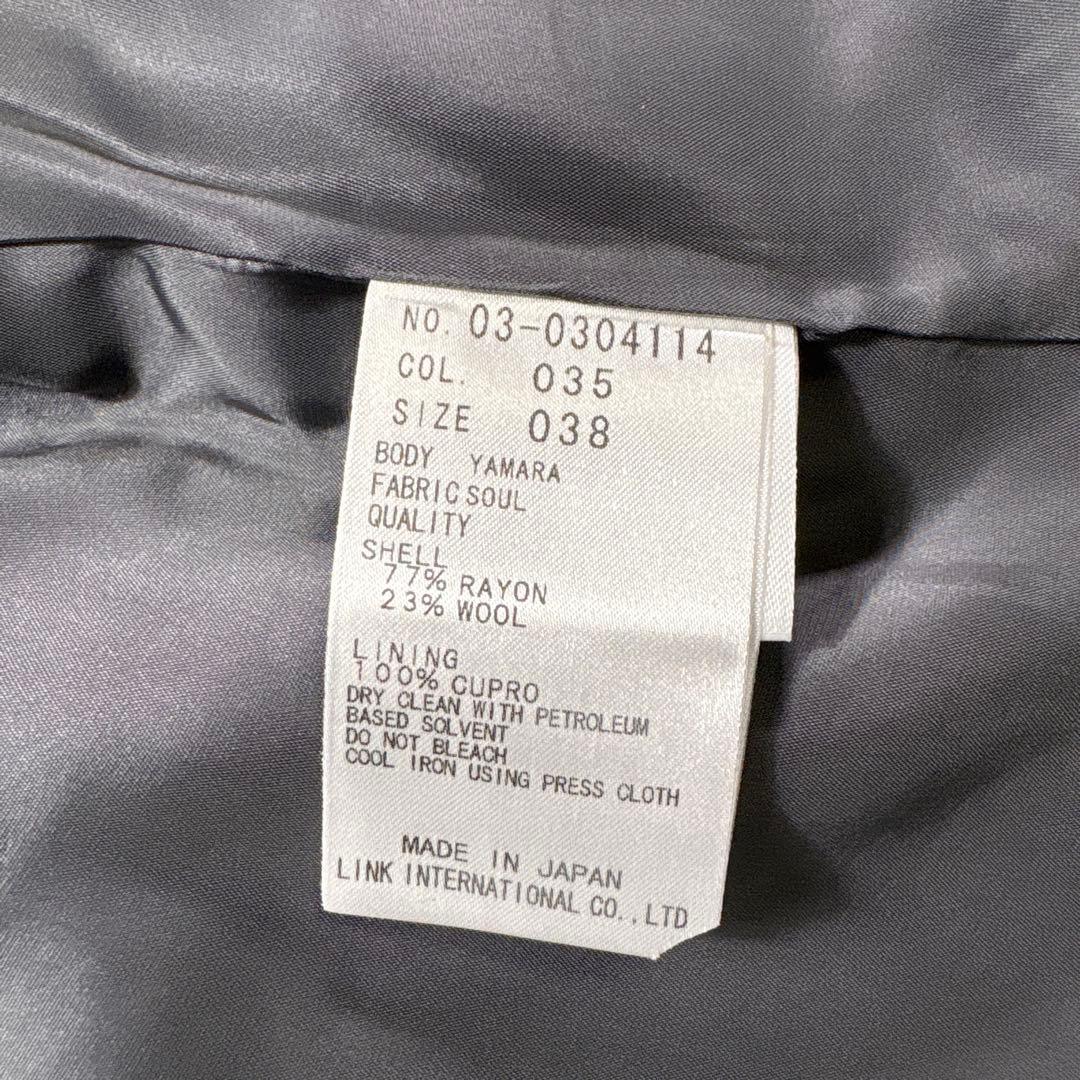 NO. 03-0304114
COL. 035
SIZE 038
BODY YAMARA
FABRIC SOUL
QUALITY
SHELL
77% RAYON
23% WOOL
LINING
100% CUPRO
DRY CLEAN WITH PETROLEUM
BASED SOLVENT
DO NOT BLEACH
COOL IRON USING PRESS CLOTH
MADE IN JAPAN
LINK INTERNATIONAL CO.,LTD